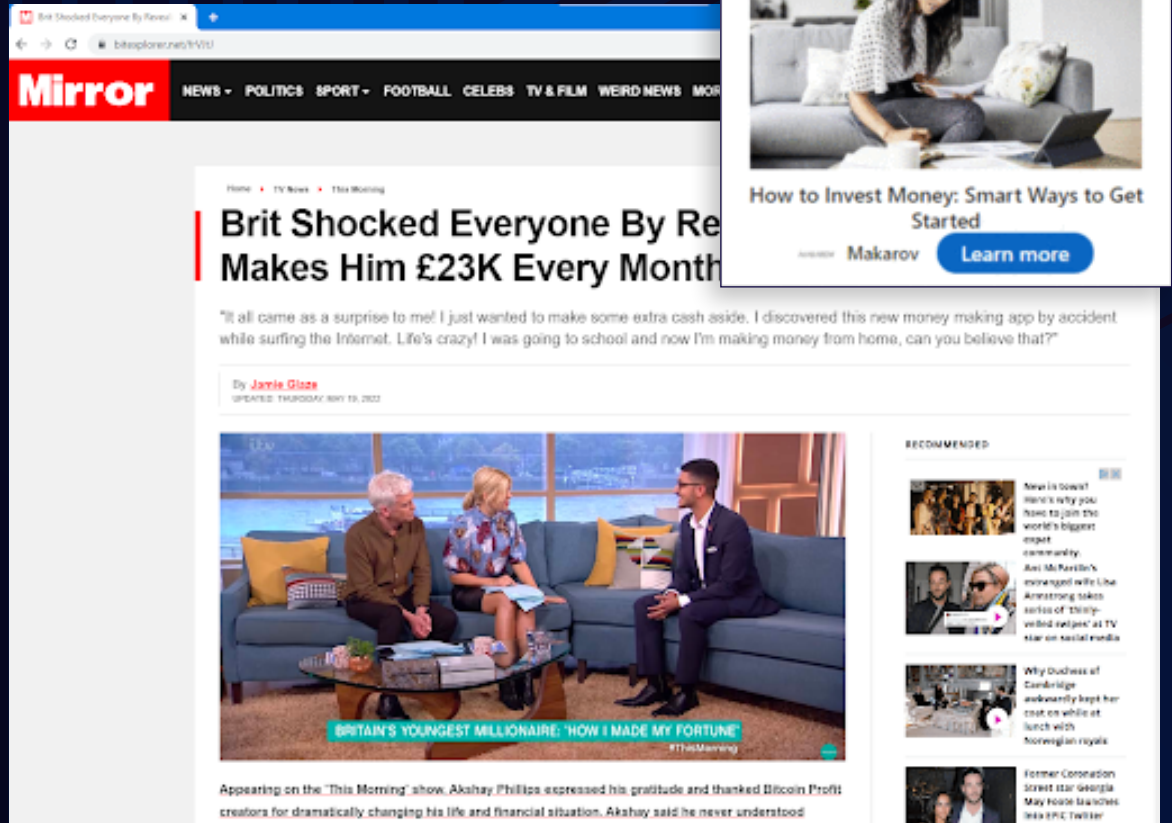 Brit Shocked Everyone By Reveali
bitexplorer.net/
Mirror
NEWS POLITICS SPORT FOOTBALL CELEBS TV & FILM WEIRD NEWS MOR
How to Invest Money: Smart Ways to Get
Started
Makarov Learn more
Home TV News This Morning
Brit Shocked Everyone By Re
Makes Him £23K Every Month
"It all came as a surprise to me! I just wanted to make some extra cash aside. I discovered this new money making app by accident
while surfing the Internet. Life's crazy! I was going to school and now I'm making money from home, can you believe that?"
By Jamie Glaze
UPDATED: THURSDAY, MAY 19, 2022
BRITAIN'S YOUNGEST MILLIONAIRE: 'HOW I MADE MY FORTUNE'
#ThisMorning
Appearing on the 'This Morning' show, Akshay Phillips expressed his gratitude and thanked Bitcoin Profit
creators for dramatically changing his life and financial situation. Akshay said he never understood
RECOMMENDED
New in town?
Here's why you
have to join the
world's biggest
expat
community.
Ant McPartlin's
estranged wife Lisa
Armstrong takes
series of 'thinly-
veiled swipes' at TV
star on social media
Why Duchess of
Cambridge
awkwardly kept her
coat on while at
lunch with
Norwegian royals
Former Coronation
Street star Georgia
May Foote launches
into EPIC Twitter